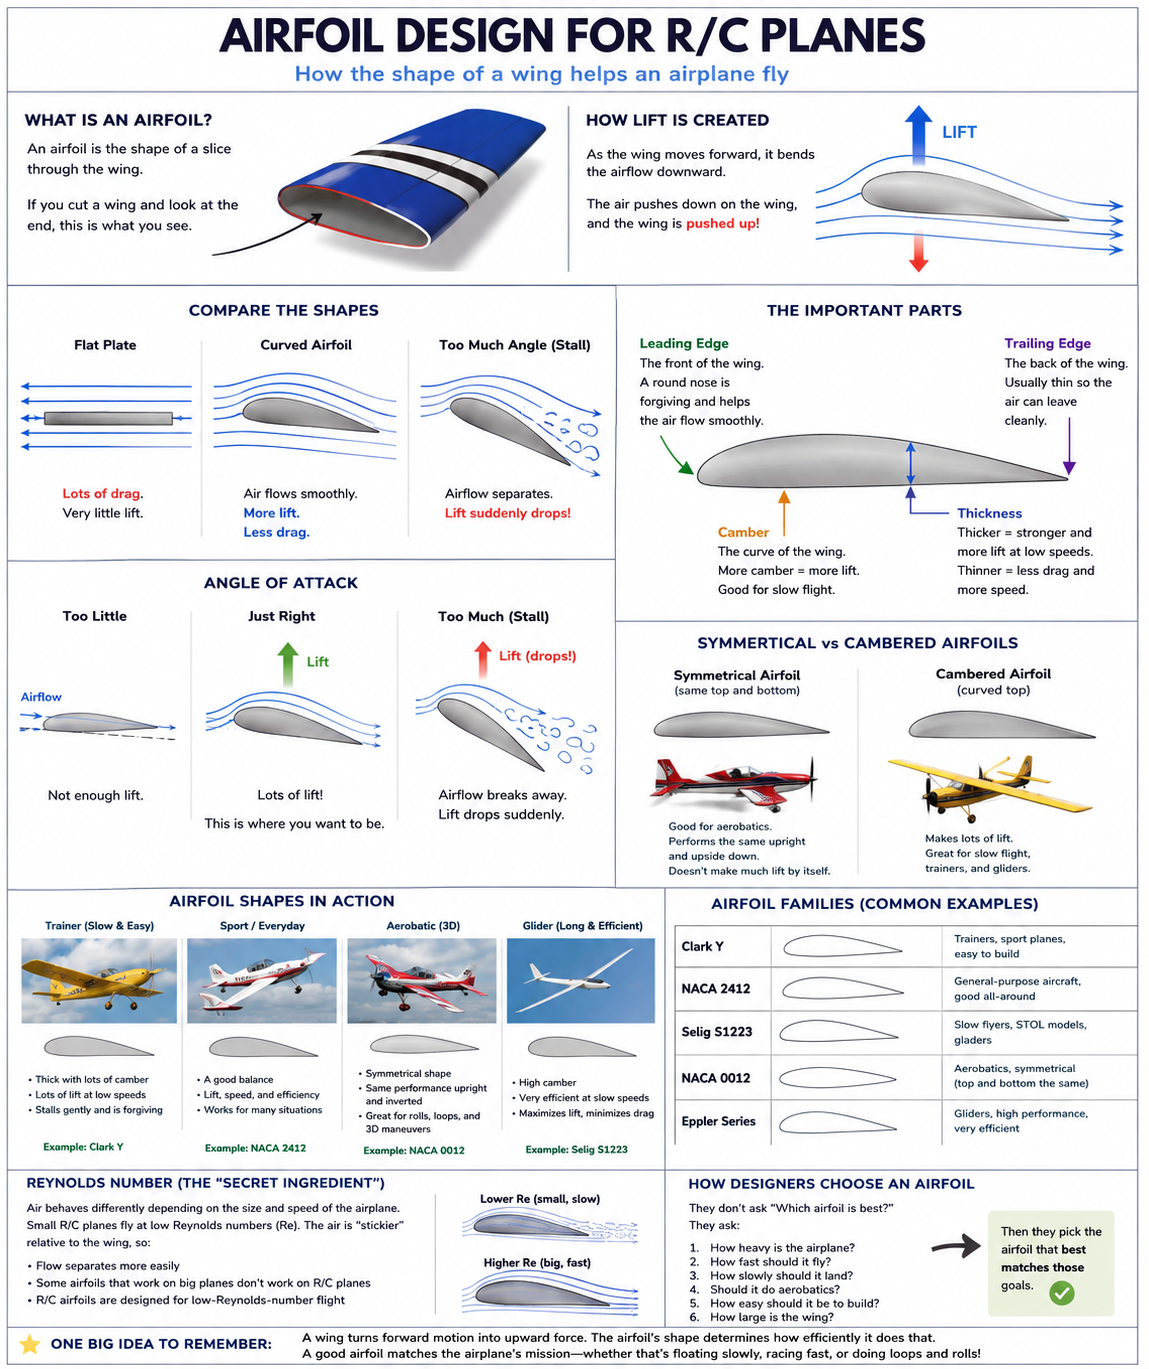 AIRFOIL DESIGN FOR R/C PLANES
How the shape of a wing helps an airplane fly
WHAT IS AN AIRFOIL?
An airfoil is the shape of a slice
through the wing.
If you cut a wing and look at the
end, this is what you see.
HOW LIFT IS CREATED
As the wing moves forward, it bends
the airflow downward.
The air pushes down on the wing,
and the wing is pushed up!
LIFT
COMPARE THE SHAPES
Flat Plate
Lots of drag.
Very little lift.
Curved Airfoil
Air flows smoothly.
More lift.
Less drag.
Too Much Angle (Stall)
Airflow separates.
Lift suddenly drops!
THE IMPORTANT PARTS
Leading Edge
The front of the wing.
A round nose is
forgiving and helps
the air flow smoothly.
Trailing Edge
The back of the wing.
Usually thin so the
air can leave
cleanly.
Camber
The curve of the wing.
More camber = more lift.
Good for slow flight.
Thickness
Thicker = stronger and
more lift at low speeds.
Thinner = less drag and
more speed.
ANGLE OF ATTACK
Too Little
Airflow
Not enough lift.
Just Right
Lift
Lots of lift!
This is where you want to be.
Too Much (Stall)
Lift (drops!)
Airflow breaks away.
Lift drops suddenly.
SYMMERTICAL vs CAMBERED AIRFOILS
Symmetrical Airfoil
(same top and bottom)
Good for aerobatics.
Performs the same upright
and upside down.
Doesn't make much lift by itself.
Cambered Airfoil
(curved top)
Makes lots of lift.
Great for slow flight,
trainers, and gliders.
AIRFOIL SHAPES IN ACTION
Trainer (Slow & Easy)
• Thick with lots of camber
• Lots of lift at low speeds
• Stalls gently and is forgiving
Example: Clark Y
Sport / Everyday
• A good balance
• Lift, speed, and efficiency
• Works for many situations
Example: NACA 2412
Aerobatic (3D)
• Symmetrical shape
• Same performance upright
and inverted
• Great for rolls, loops, and
3D maneuvers
Example: NACA 0012
Glider (Long & Efficient)
• High camber
• Very efficient at slow speeds
• Maximizes lift, minimizes drag
Example: Selig S1223
AIRFOIL FAMILIES (COMMON EXAMPLES)
Clark Y
Trainers, sport planes,
easy to build
NACA 2412
General-purpose aircraft,
good all-around
Selig S1223
Slow flyers, STOL models,
gladers
NACA 0012
Aerobatics, symmetrical
(top and bottom the same)
Eppler Series
Gliders, high performance,
very efficient
REYNOLDS NUMBER (THE “SECRET INGREDIENT”)
Air behaves differently depending on the size and speed of the airplane.
Small R/C planes fly at low Reynolds numbers (Re). The air is “stickier”
relative to the wing, so:
• Flow separates more easily
• Some airfoils that work on big planes don't work on R/C planes
• R/C airfoils are designed for low-Reynolds-number flight
Lower Re (small, slow)
Higher Re (big, fast)
HOW DESIGNERS CHOOSE AN AIRFOIL
They don't ask “Which airfoil is best?”
They ask:
1. How heavy is the airplane?
2. How fast should it fly?
3. How slowly should it land?
4. Should it do aerobatics?
5. How easy should it be to build?
6. How large is the wing?
Then they pick the
airfoil that best
matches those
goals.
ONE BIG IDEA TO REMEMBER:
A wing turns forward motion into upward force. The airfoil's shape determines how efficiently it does that.
A good airfoil matches the airplane's mission—whether that's floating slowly, racing fast, or doing loops and rolls!